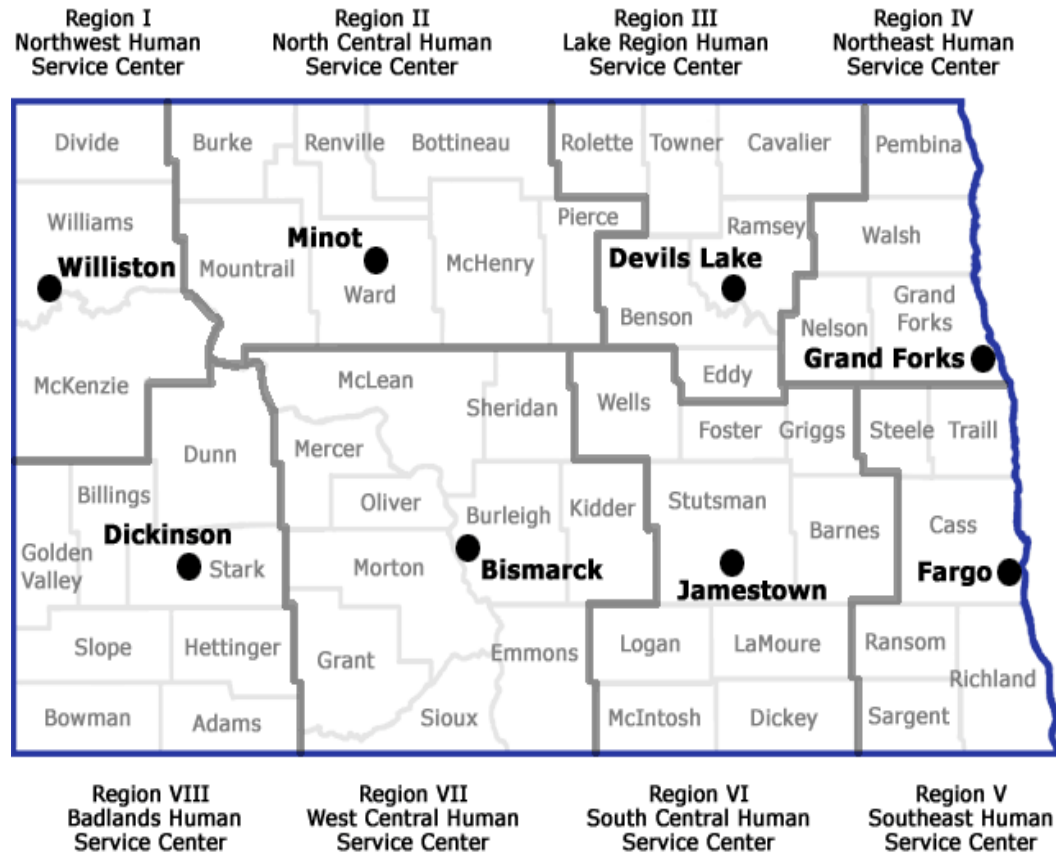 Region I
Northwest Human
Service Center
Region II
North Central Human
Service Center
Region III
Lake Region Human
Service Center
Region IV
Northeast Human
Service Center
Divide
Burke
Renville
Bottineau
Rolette
Towner
Cavalier
Pembina
Williams
Williston
Minot
Mountrail
Ward
McHenry
Pierce
Ramsey
Devils Lake
Benson
Walsh
Grand
Forks
Nelson
Grand Forks
McKenzie
McLean
Sheridan
Wells
Eddy
Foster
Griggs
Steele
Traill
Dunn
Mercer
Oliver
Billings
Dickinson
Golden
Valley
Stark
Burleigh
Kidder
Bismarck
Morton
Stutsman
Jamestown
Barnes
Cass
Fargo
Slope
Hettinger
Grant
Emmons
Logan
LaMoure
Ransom
Richland
Bowman
Adams
Sioux
McIntosh
Dickey
Sargent
Region VIII
Badlands Human
Service Center
Region VII
West Central Human
Service Center
Region VI
South Central Human
Service Center
Region V
Southeast Human
Service Center